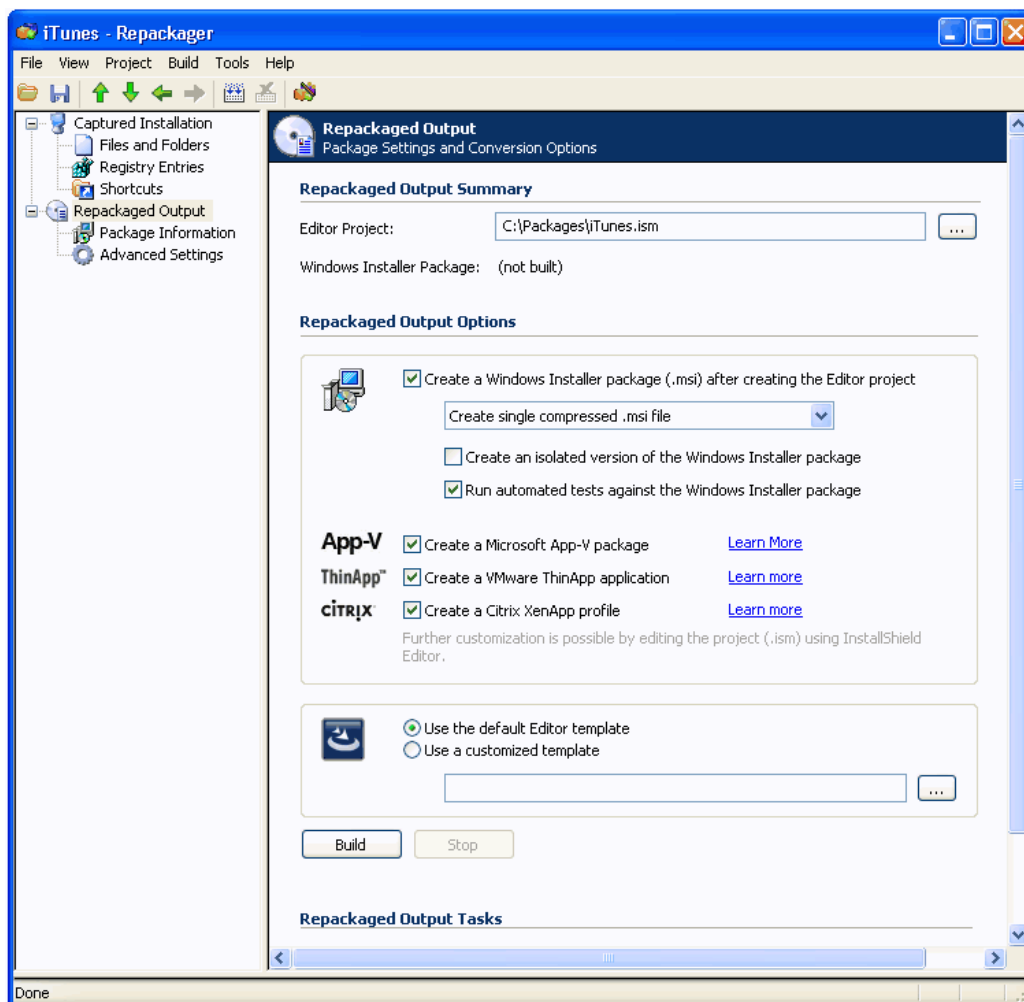 iTunes - Repackager
File View Project Build Tools Help
Captured Installation
Files and Folders
Registry Entries
Shortcuts
Repackaged Output
Package Information
Advanced Settings
Repackaged Output
Package Settings and Conversion Options
Repackaged Output Summary
Editor Project: C:\Packages\iTunes.ism ...
Windows Installer Package: (not built)
Repackaged Output Options
Create a Windows Installer package (.msi) after creating the Editor project
Create single compressed .msi file
Create an isolated version of the Windows Installer package
Run automated tests against the Windows Installer package
App-V Create a Microsoft App-V package Learn More
ThinApp™ Create a VMware ThinApp application Learn more
CITRIX Create a Citrix XenApp profile Learn more
Further customization is possible by editing the project (.ism) using InstallShield
Editor.
Use the default Editor template
Use a customized template
...
Build Stop
Repackaged Output Tasks
Done